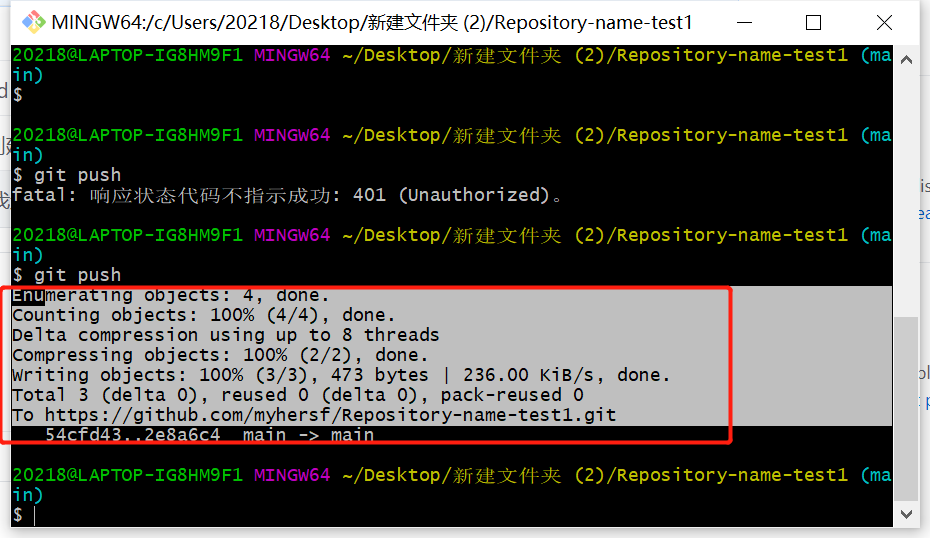 MINGW64:/c/Users/20218/Desktop/新建文件夹 (2)/Repository-name-test1
20218@LAPTOP-IG8HM9F1 MINGW64 ~/Desktop/新建文件夹 (2)/Repository-name-test1 (ma
in)
$
20218@LAPTOP-IG8HM9F1 MINGW64 ~/Desktop/新建文件夹 (2)/Repository-name-test1 (ma
in)
$ git push
fatal: 响应状态代码不指示成功: 401 (Unauthorized)。
20218@LAPTOP-IG8HM9F1 MINGW64 ~/Desktop/新建文件夹 (2)/Repository-name-test1 (ma
in)
$ git push
Enumerating objects: 4, done.
Counting objects: 100% (4/4), done.
Delta compression using up to 8 threads
Compressing objects: 100% (2/2), done.
Writing objects: 100% (3/3), 473 bytes | 236.00 KiB/s, done.
Total 3 (delta 0), reused 0 (delta 0), pack-reused 0
To https://github.com/myhersf/Repository-name-test1.git
54cfd43..2e8a6c4  main -> main
20218@LAPTOP-IG8HM9F1 MINGW64 ~/Desktop/新建文件夹 (2)/Repository-name-test1 (ma
in)
$